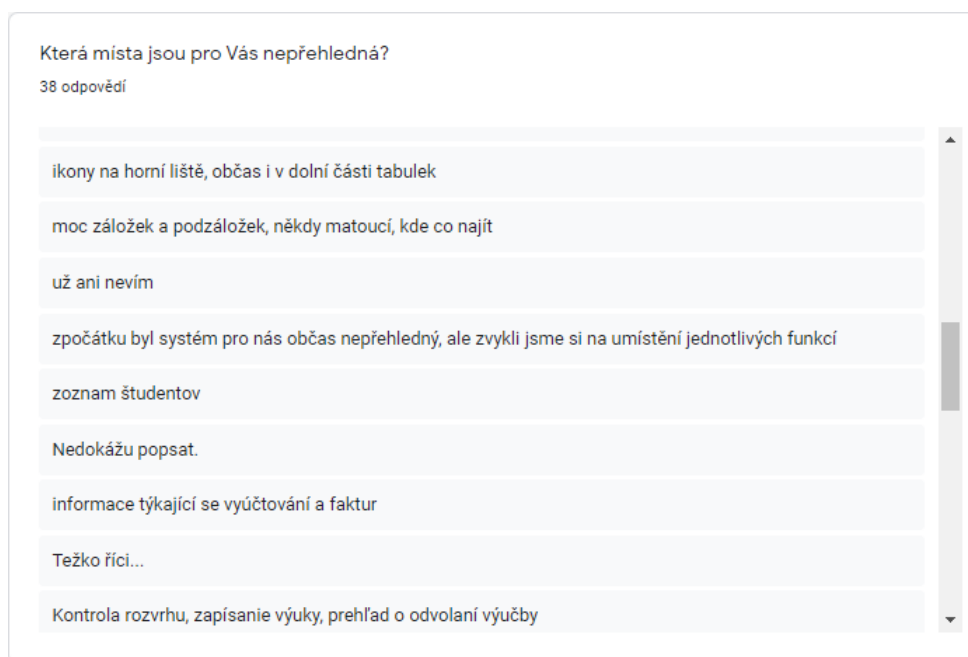 Která místa jsou pro Vás nepřehledná?
38 odpovědí
ikony na horní liště, občas i v dolní části tabulek
moc záložek a podzáložek, někdy matoucí, kde co najít
už ani nevím
zpočátku byl systém pro nás občas nepřehledný, ale zvykli jsme si na umístění jednotlivých funkcí
zoznam študentov
Nedokážu popsat.
informace týkající se vyúčtování a faktur
Težko říci...
Kontrola rozvrhu, zapísanie výuky, prehľad o odvolaní výučby